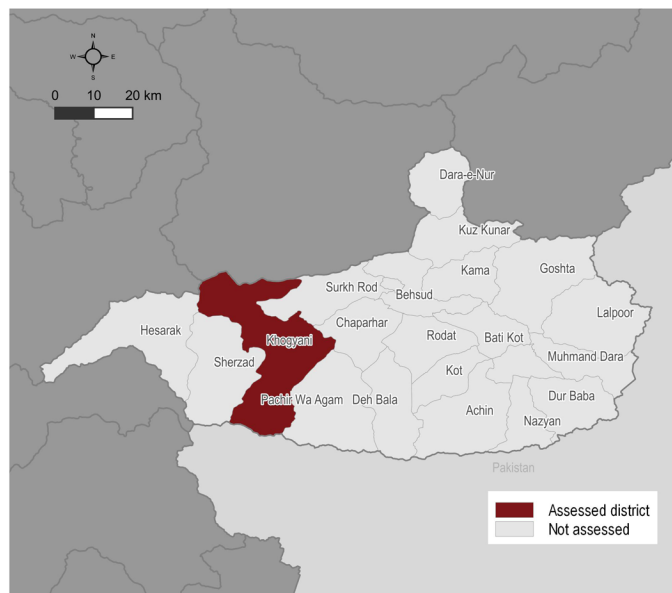 N
W E
S
0 10 20 km
Dara-e-Nur
Kuz Kunar
Kama
Goshta
Surkh Rod
Behsud
Lalpoor
Chaparhar
Hesarak
Khogyani
Rodat
Bati Kot
Sherzad
Muhmand Dara
Kot
Pachir Wa Agam
Deh Bala
Dur Baba
Achin
Nazyan
Pakistan
Assessed district
Not assessed